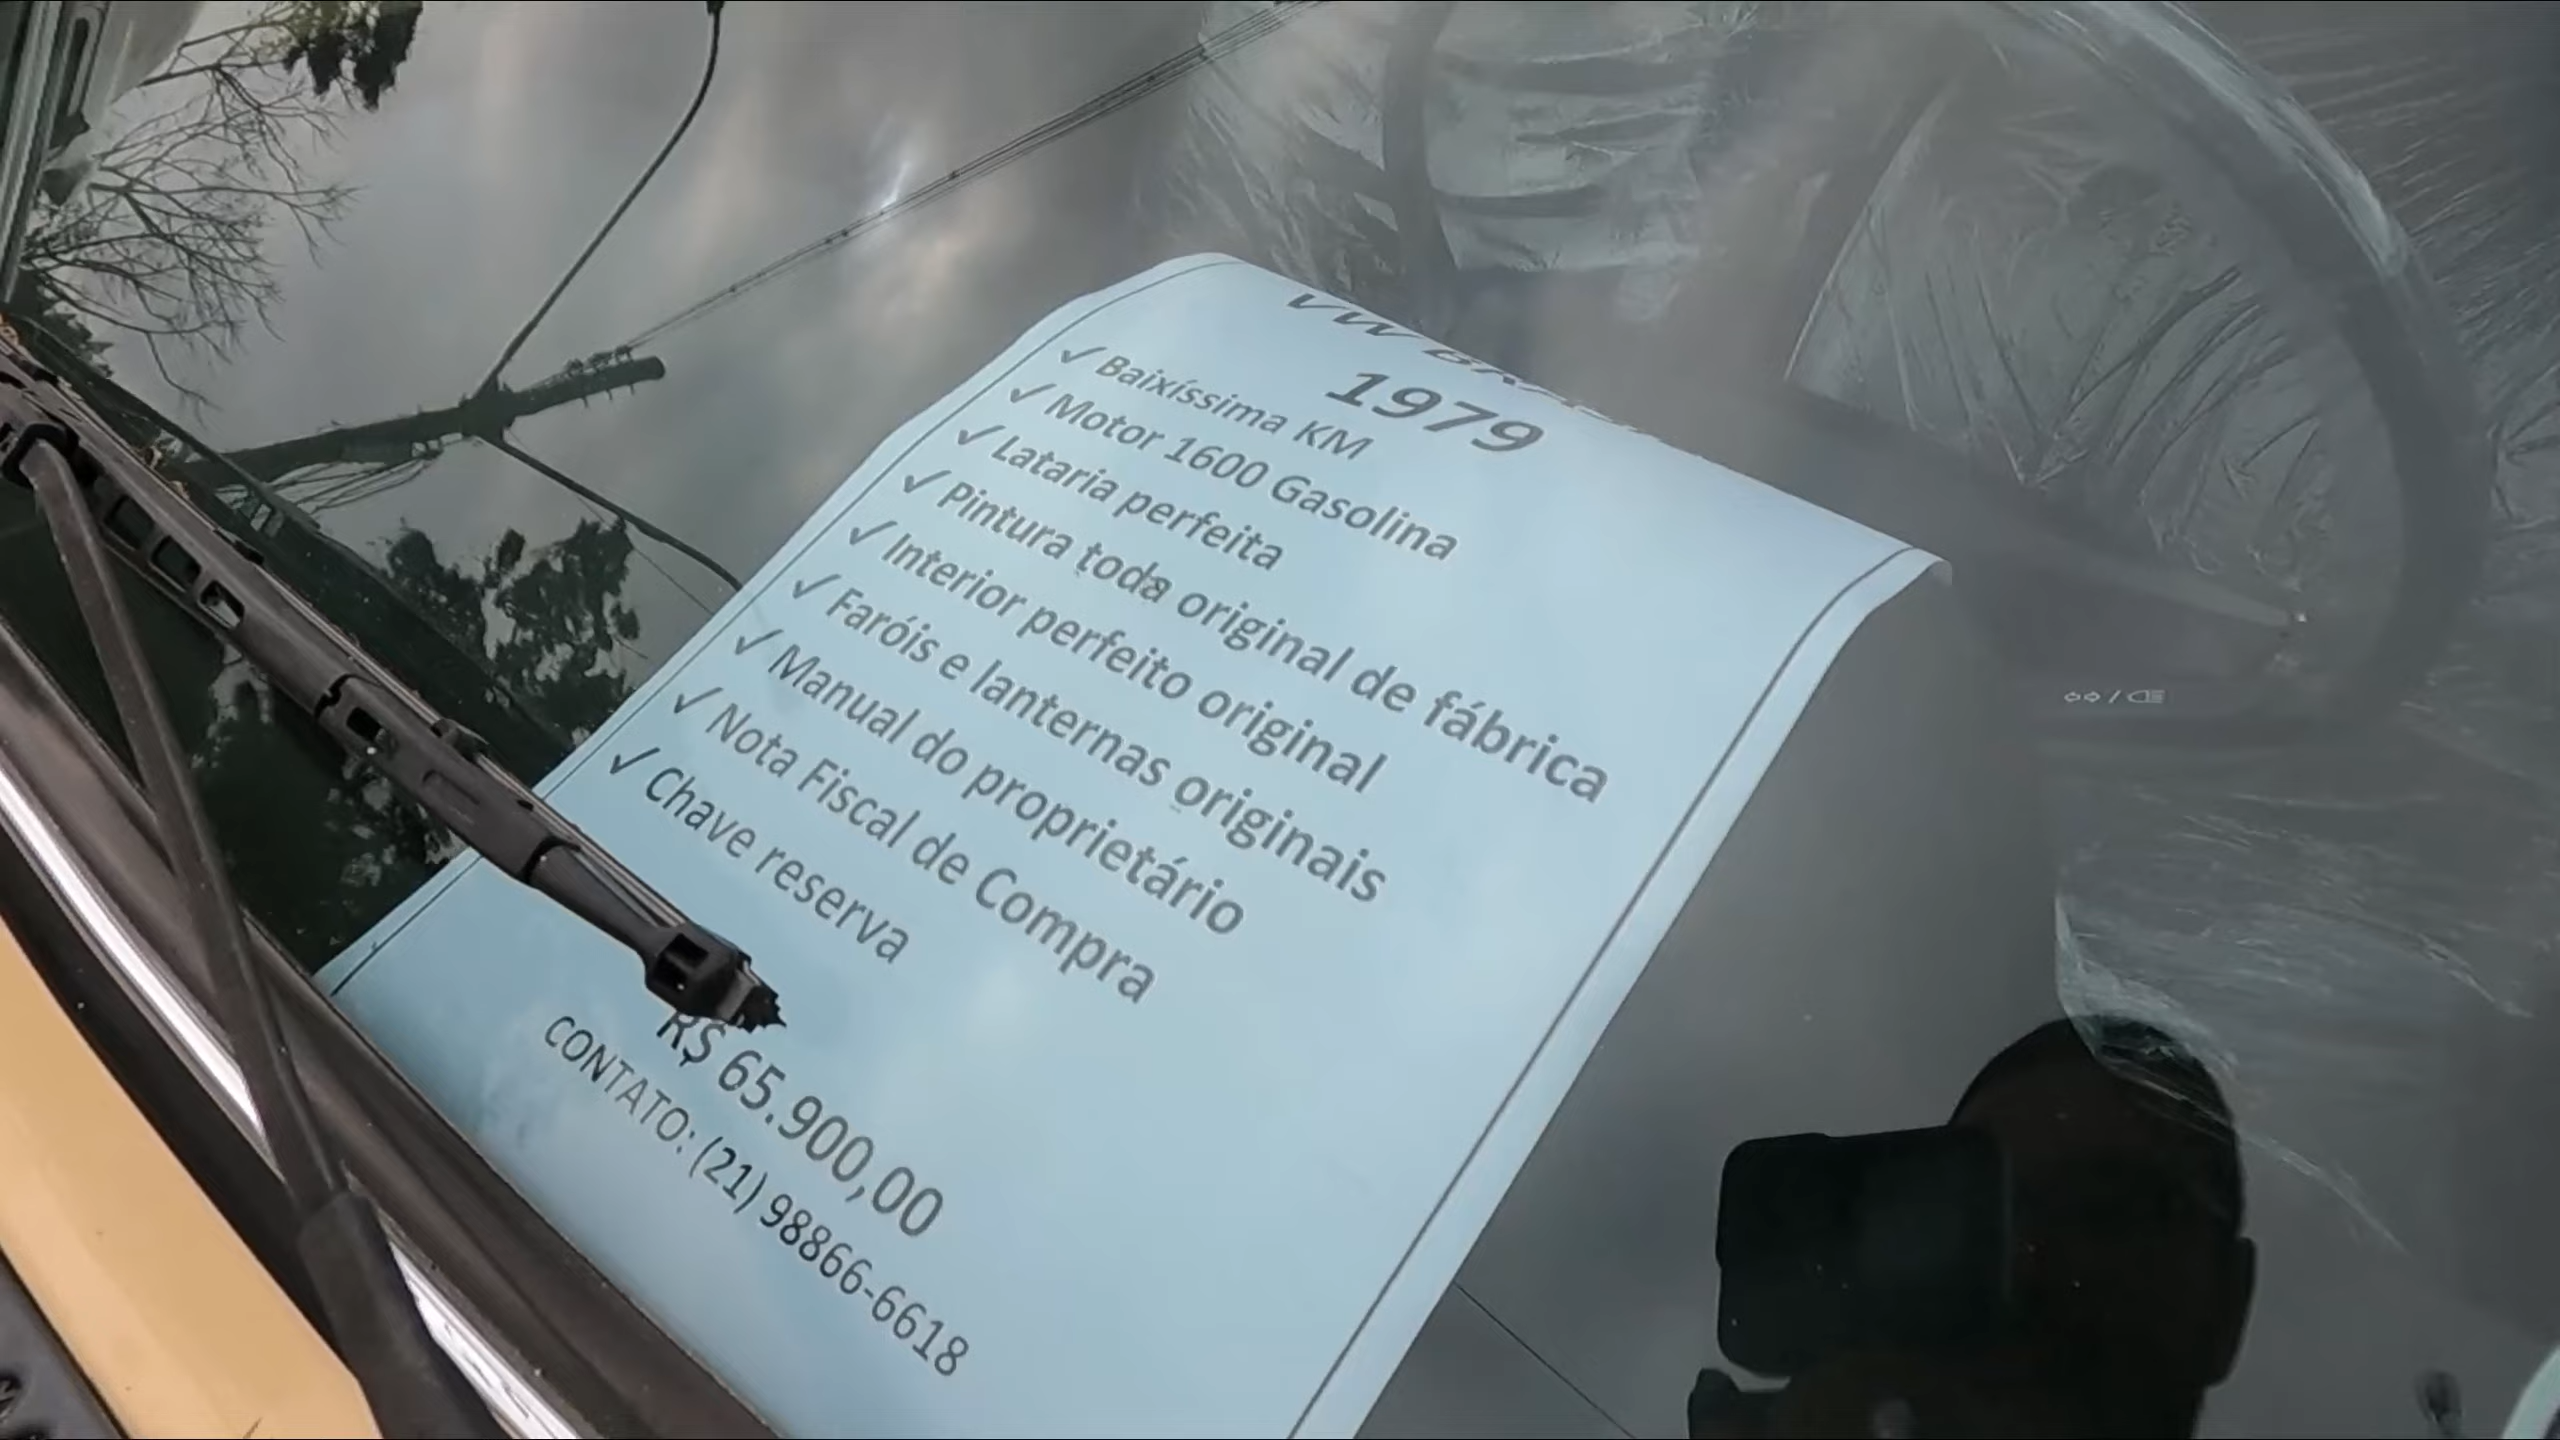 VW
1979
✓ Baixíssima KM
✓ Motor 1600 Gasolina
✓ Lataria perfeita
✓ Pintura toda original de fábrica
✓ Interior perfeito original
✓ Faróis e lanternas originais
✓ Manual do proprietário
✓ Nota Fiscal de Compra
✓ Chave reserva
R$ 65.900,00
CONTATO: (21) 98866-6618